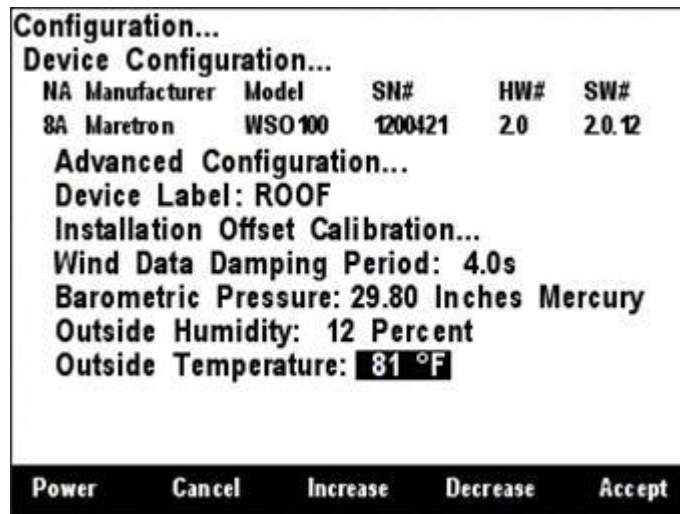 Configuration...
Device Configuration...
NA Manufacturer Model SN# HW# SW#
8A Maretron WSO100 1200421 2.0 2.0.12
Advanced Configuration...
Device Label: ROOF
Installation Offset Calibration...
Wind Data Damping Period: 4.0s
Barometric Pressure: 29.80 Inches Mercury
Outside Humidity: 12 Percent
Outside Temperature: 81 °F
Power Cancel Increase Decrease Accept